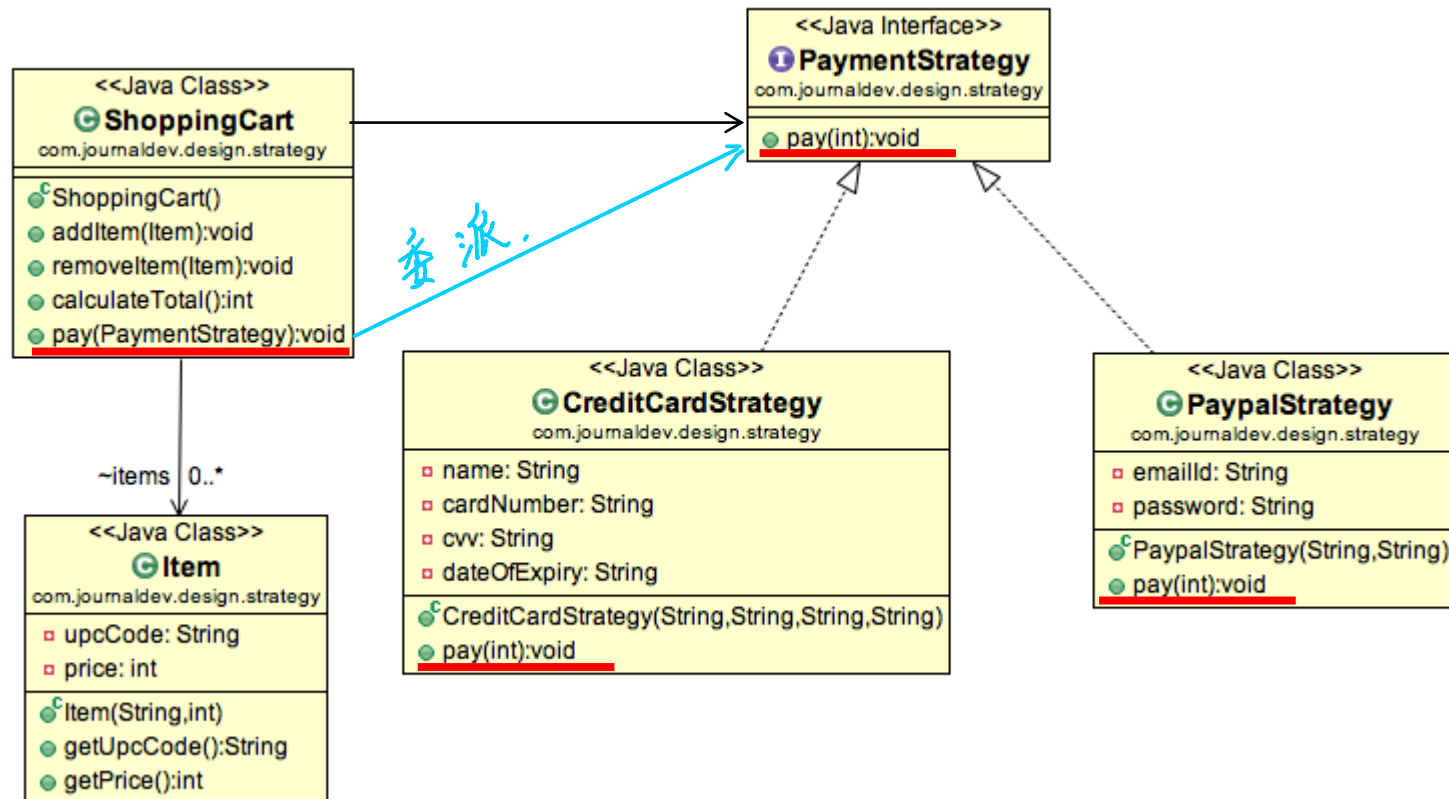 <<Java Class>>
ShoppingCart
com.journaldev.design.strategy
ShoppingCart()
addItem(Item):void
removeItem(Item):void
calculateTotal():int
pay(PaymentStrategy):void
<<Java Interface>>
PaymentStrategy
com.journaldev.design.strategy
pay(int):void
委派.
~items 0..*
<<Java Class>>
Item
com.journaldev.design.strategy
upcCode: String
price: int
Item(String,int)
getUpcCode():String
getPrice():int
<<Java Class>>
CreditCardStrategy
com.journaldev.design.strategy
name: String
cardNumber: String
cvv: String
dateOfExpiry: String
CreditCardStrategy(String,String,String,String)
pay(int):void
<<Java Class>>
PaypalStrategy
com.journaldev.design.strategy
emailId: String
password: String
PaypalStrategy(String,String)
pay(int):void